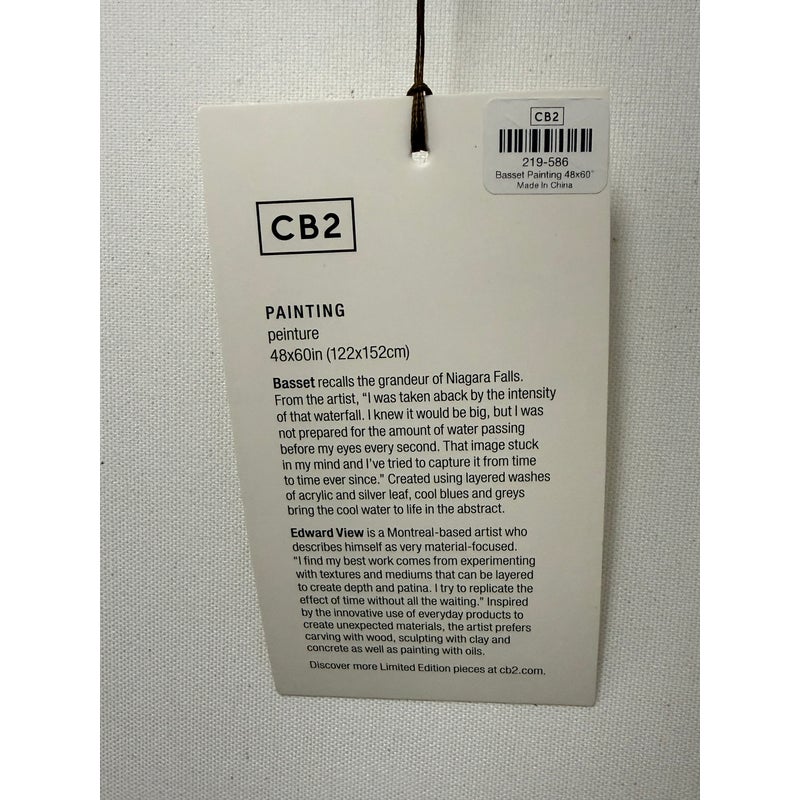 CB2
219-586
Basset Painting 48x60"
Made In China
CB2
PAINTING
peinture
48x60in (122x152cm)
Basset recalls the grandeur of Niagara Falls.
From the artist, “I was taken aback by the intensity
of that waterfall. I knew it would be big, but I was
not prepared for the amount of water passing
before my eyes every second. That image stuck
in my mind and I’ve tried to capture it from time
to time ever since.” Created using layered washes
of acrylic and silver leaf, cool blues and greys
bring the cool water to life in the abstract.
Edward View is a Montreal-based artist who
describes himself as very material-focused.
“I find my best work comes from experimenting
with textures and mediums that can be layered
to create depth and patina. I try to replicate the
effect of time without all the waiting.” Inspired
by the innovative use of everyday products to
create unexpected materials, the artist prefers
carving with wood, sculpting with clay and
concrete as well as painting with oils.
Discover more Limited Edition pieces at cb2.com.